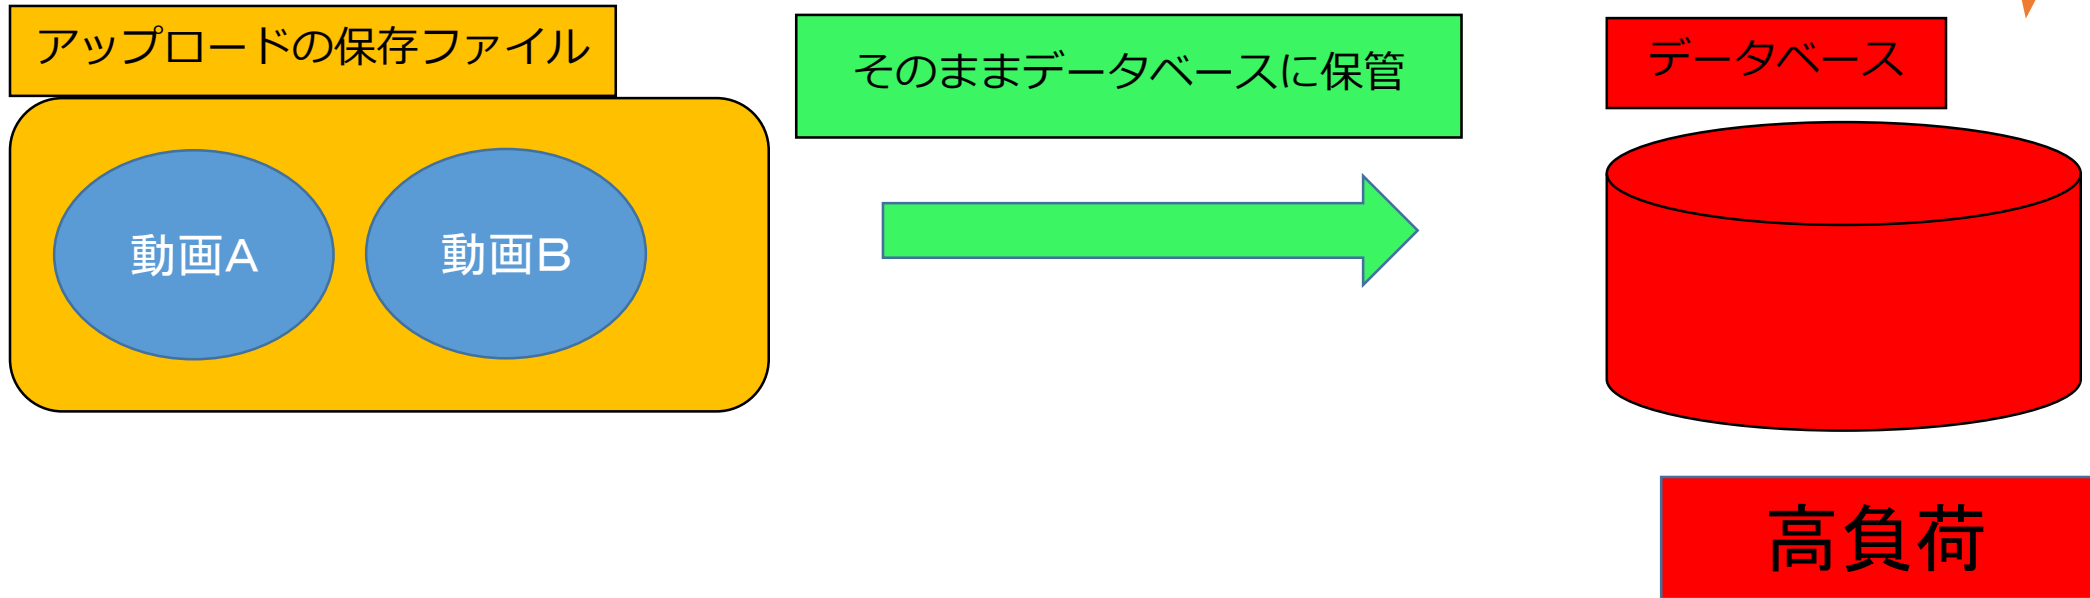 アップロードの保存ファイル
そのままデータベースに保管
データベース
動画A
動画B
高負荷